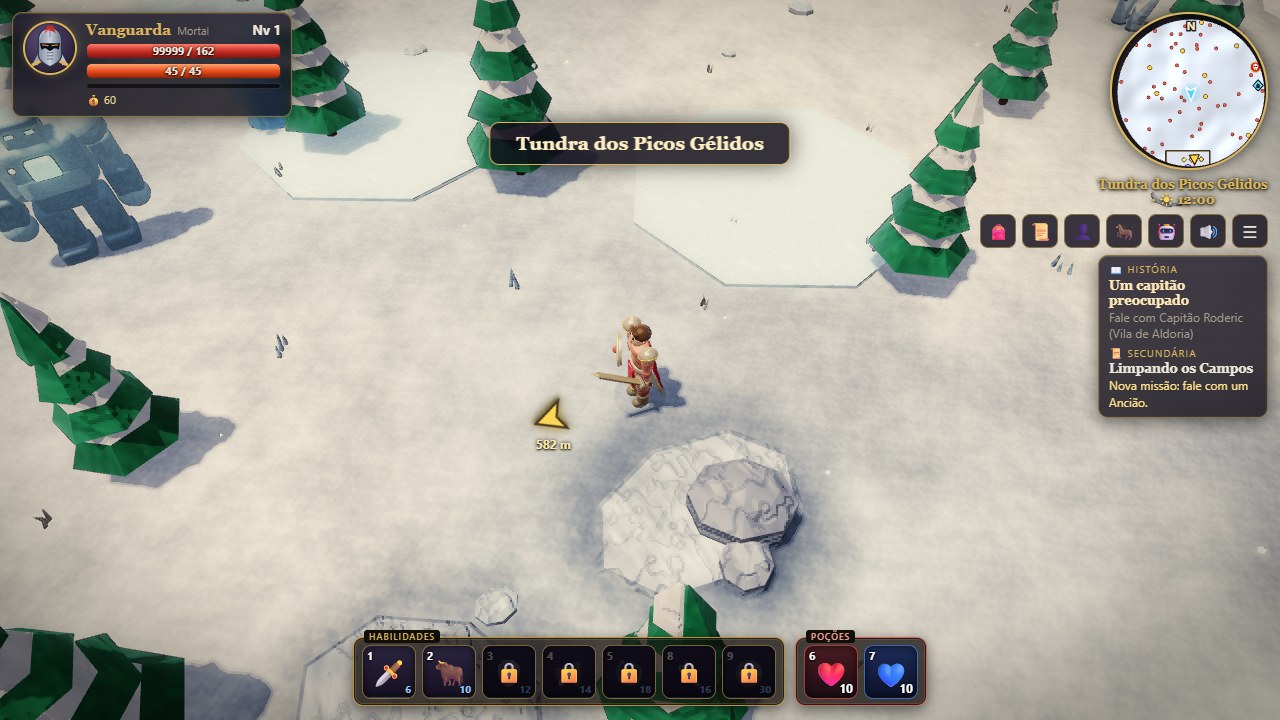 Vanguarda Mortal Nv 1
99999 / 162
45 / 45
60
Tundra dos Picos Gélidos
N
Tundra dos Picos Gélidos
12:00
HISTÓRIA
Um capitão
preocupado
Fale com Capitão Roderic
(Vila de Aldoria)
SECUNDÁRIA
Limpando os Campos
Nova missão: fale com um
Ancião.
582 m
HABILIDADES
1 2 3 4 5 8 9
6 10 12 14 18 16 30
POÇÕES
6 7
10 10